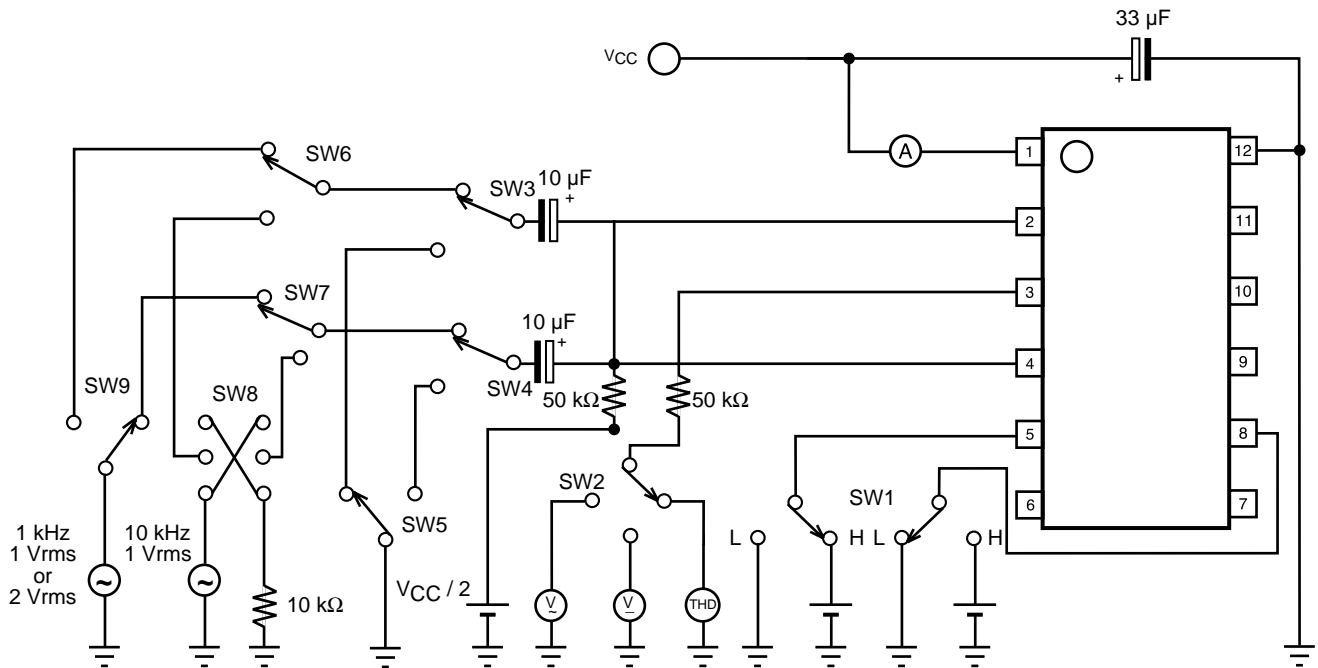 33 µF
+
VCC
A
1
12
SW6
SW3
10 µF
+
2
11
SW7
3
10
10 µF
+
4
9
SW9
SW8
SW4
50 kΩ
50 kΩ
5
8
SW2
SW1
6
7
SW5
L
H
L
H
1 kHz
1 Vrms
or
2 Vrms
10 kHz
1 Vrms
~
~
10 kΩ
VCC / 2
V
~
V
_
THD